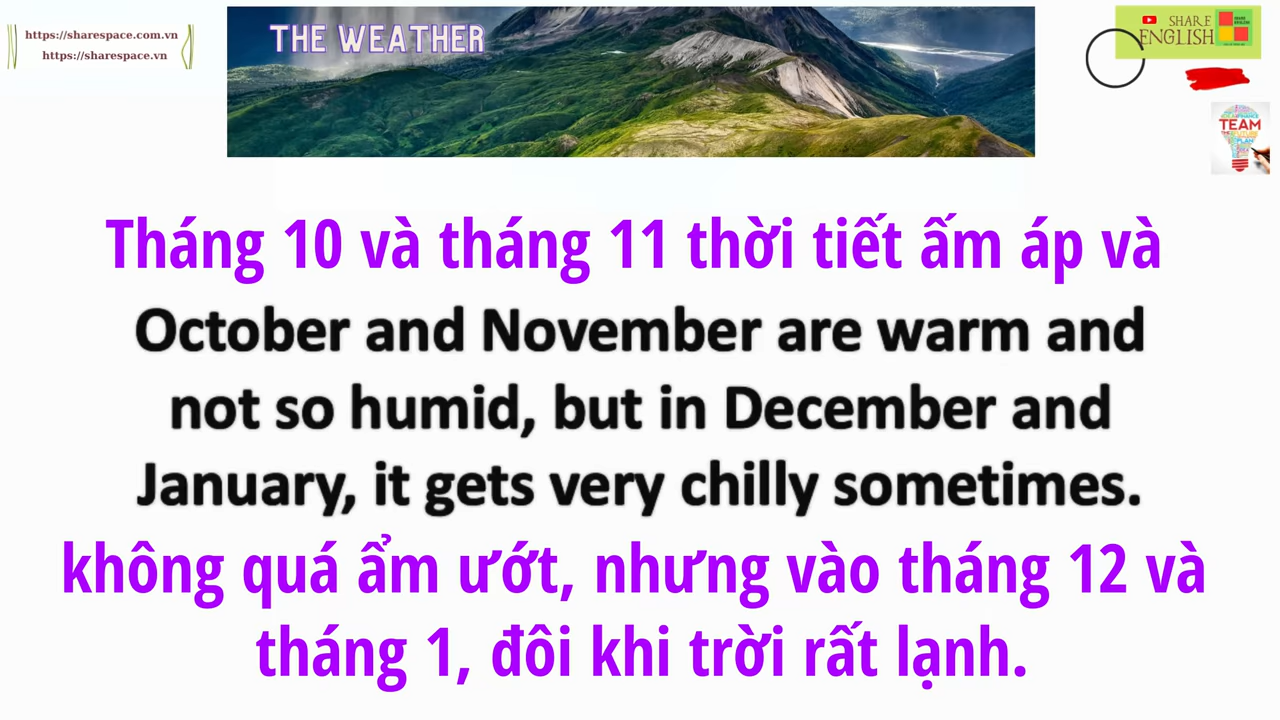 https://sharespace.com.vn
https://sharespace.vn
THE WEATHER
SHARE
ENGLISH
TEAM
PLAN
Tháng 10 và tháng 11 thời tiết ấm áp và
October and November are warm and
not so humid, but in December and
January, it gets very chilly sometimes.
không quá ẩm ướt, nhưng vào tháng 12 và
tháng 1, đôi khi trời rất lạnh.